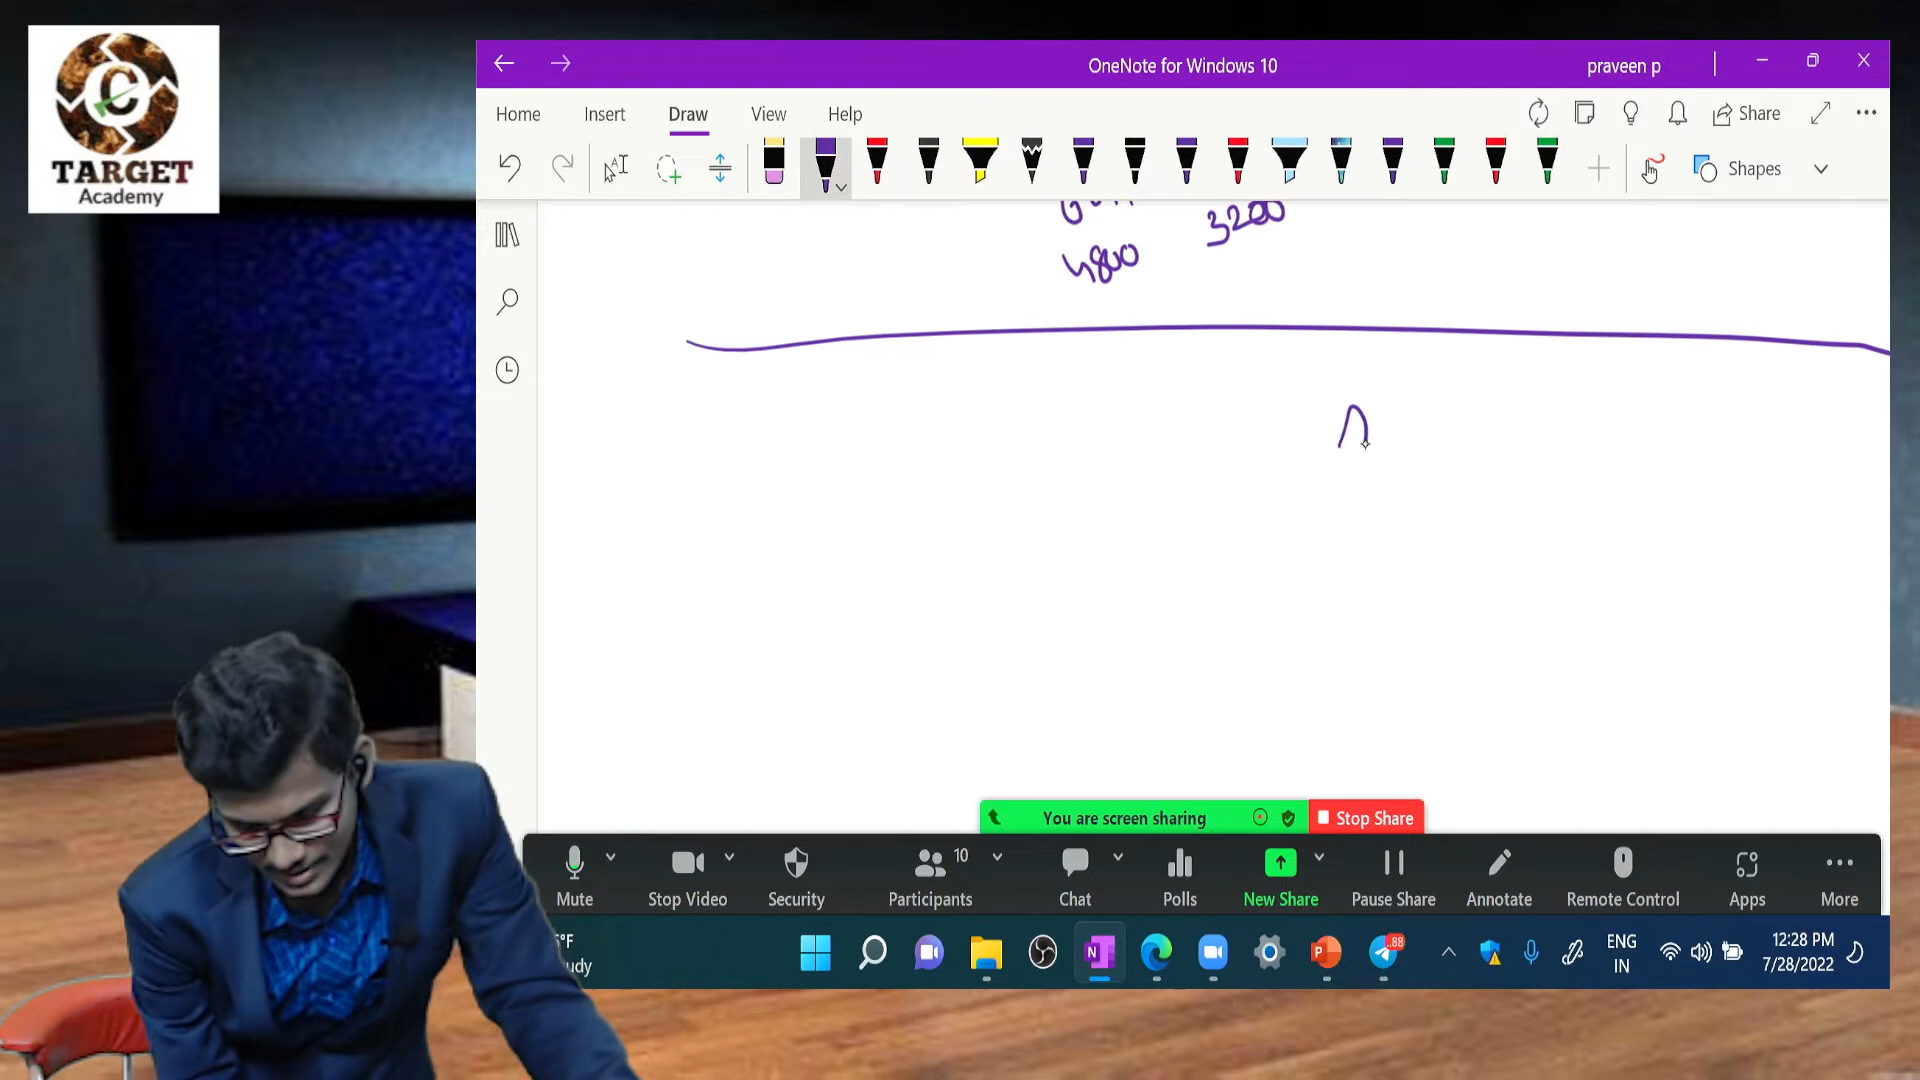 TARGET
Academy
OneNote for Windows 10
praveen p
Home
Insert
Draw
View
Help
Share
Shapes
3200
4800
You are screen sharing
Stop Share
10
Mute
Stop Video
Security
Participants
Chat
Polls
New Share
Pause Share
Annotate
Remote Control
Apps
More
88
ENG
IN
12:28 PM
7/28/2022